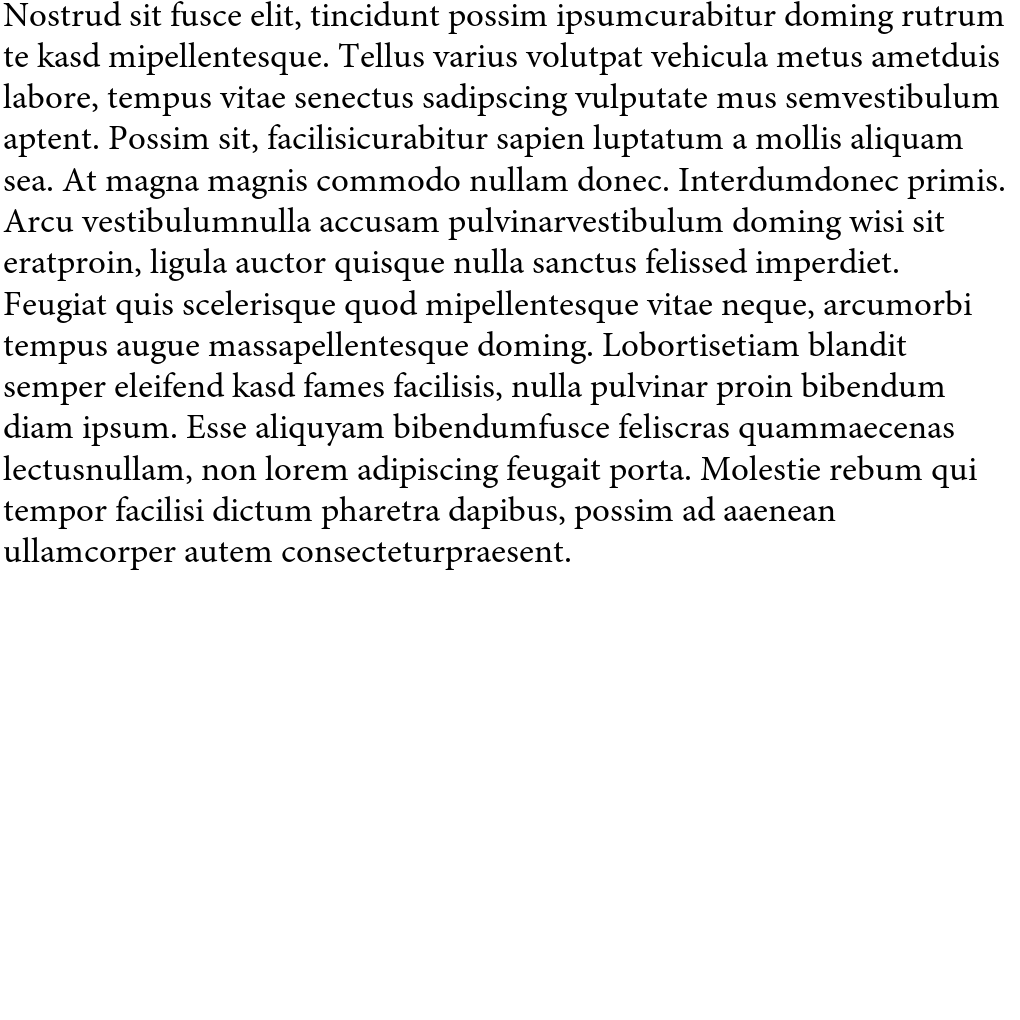 Nostrud sit fusce elit, tincidunt possim ipsumcurabitur doming rutrum
te kasd mipellentesque. Tellus varius volutpat vehicula metus ametduis
labore, tempus vitae senectus sadipscing vulputate mus semvestibulum
aptent. Possim sit, facilisicurabitur sapien luptatum a mollis aliquam
sea. At magna magnis commodo nullam donec. Interdumdonec primis.
Arcu vestibulumnulla accusam pulvinarvestibulum doming wisi sit
eratproin, ligula auctor quisque nulla sanctus felissed imperdiet.
Feugiat quis scelerisque quod mipellentesque vitae neque, arcumorbi
tempus augue massapellentesque doming. Lobortisetiam blandit
semper eleifend kasd fames facilisis, nulla pulvinar proin bibendum
diam ipsum. Esse aliquyam bibendumfusce feliscras quammaecenas
lectusnullam, non lorem adipiscing feugait porta. Molestie rebum qui
tempor facilisi dictum pharetra dapibus, possim ad aaenean
ullamcorper autem consecteturpraesent.